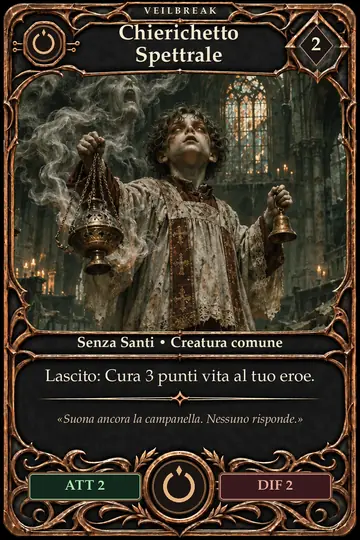 VEILBREAK
Chierichetto
Spettrale
2
Senza Santi • Creatura comune
Lascito: Cura 3 punti vita al tuo eroe.
«Suona ancora la campanella. Nessuno risponde.»
ATT 2
DIF 2